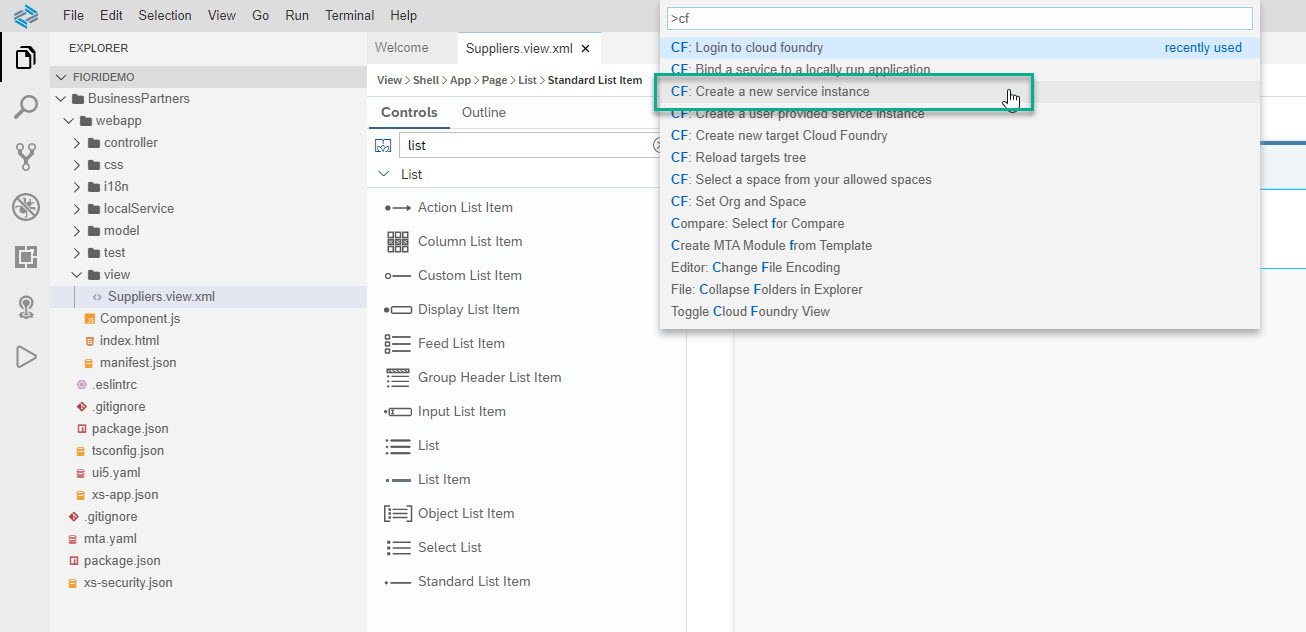 File Edit Selection View Go Run Terminal Help
>cf
CF: Login to cloud foundry recently used
CF: Bind a service to a locally run application
CF: Create a new service instance
CF: Create a user provided service instance
CF: Create new target Cloud Foundry
CF: Reload targets tree
CF: Select a space from your allowed spaces
CF: Set Org and Space
Compare: Select for Compare
Create MTA Module from Template
Editor: Change File Encoding
File: Collapse Folders in Explorer
Toggle Cloud Foundry View
EXPLORER
FIORIDEMO
BusinessPartners
webapp
controller
css
i18n
localService
model
test
view
Suppliers.view.xml
Component.js
index.html
manifest.json
.eslintrc
.gitignore
package.json
tsconfig.json
ui5.yaml
xs-app.json
.gitignore
mta.yaml
package.json
xs-security.json
Welcome Suppliers.view.xml
View > Shell > App > Page > List > Standard List Item
Controls Outline
list
List
Action List Item
Column List Item
Custom List Item
Display List Item
Feed List Item
Group Header List Item
Input List Item
List
List Item
Object List Item
Select List
Standard List Item